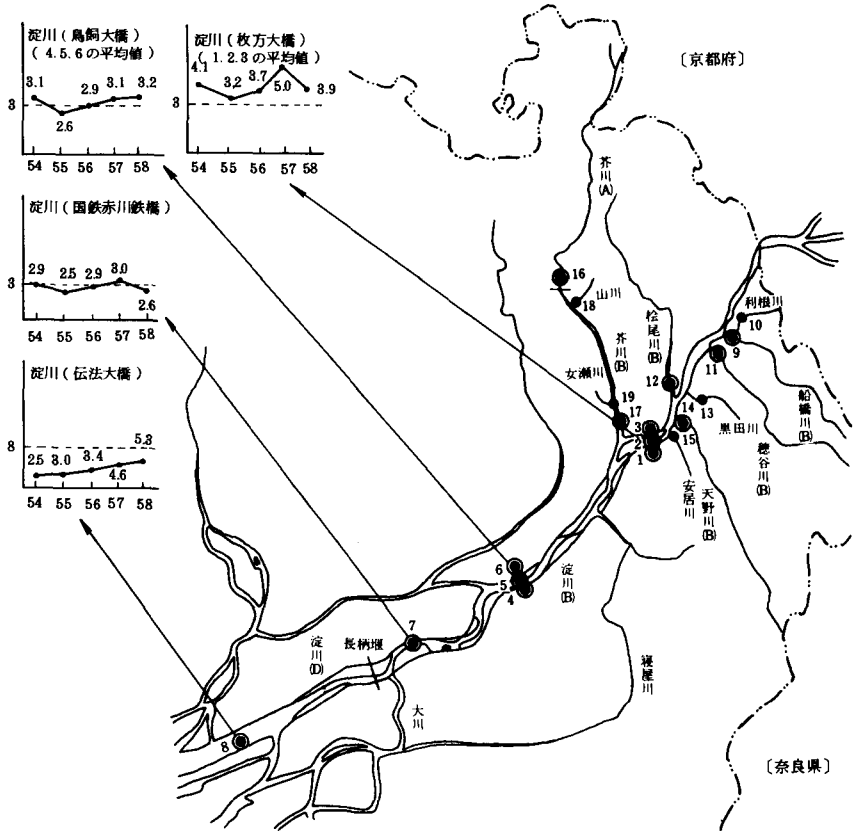 淀川(鳥飼大橋)
(4.5.6の平均値)
3.1
2.6
2.9
3.1
3.2
3
54 55 56 57 58
淀川(枚方大橋)
(1.2.3の平均値)
4.1
3.2
3.7
5.0
3.9
3
54 55 56 57 58
淀川(国鉄赤川鉄橋)
2.9
2.5
2.9
3.0
2.6
3
54 55 56 57 58
淀川(伝法大橋)
2.5
3.0
3.4
4.6
5.3
8
54 55 56 57 58
〔京都府〕
芥川(A)
16
18
山川
芥川(B)
女瀬川
19
17
桧尾川(B)
12
利根川
10
9
11
船橋川(B)
穂谷川(B)
13
黒田川
14
15
天野川(B)
安居川
3
2
1
6
5
4
淀川(B)
寝屋川
7
長柄堰
淀川(D)
大川
8
〔奈良県〕